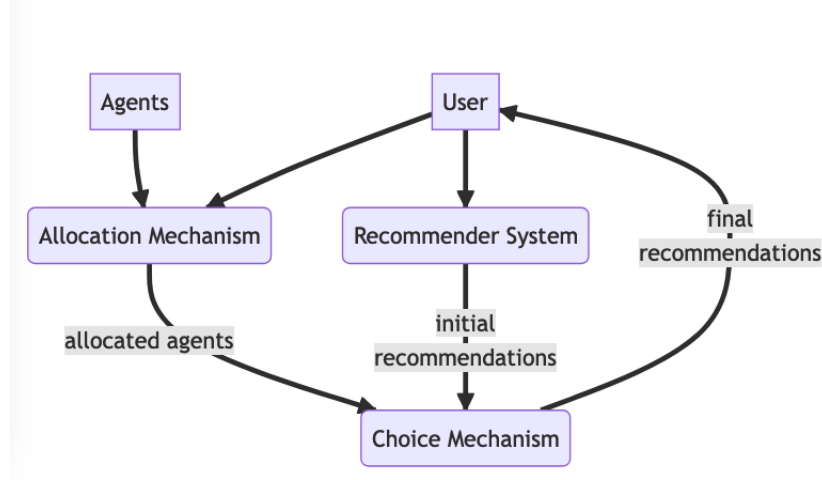 Agents
User
Allocation Mechanism
Recommender System
final
recommendations
allocated agents
initial
recommendations
Choice Mechanism